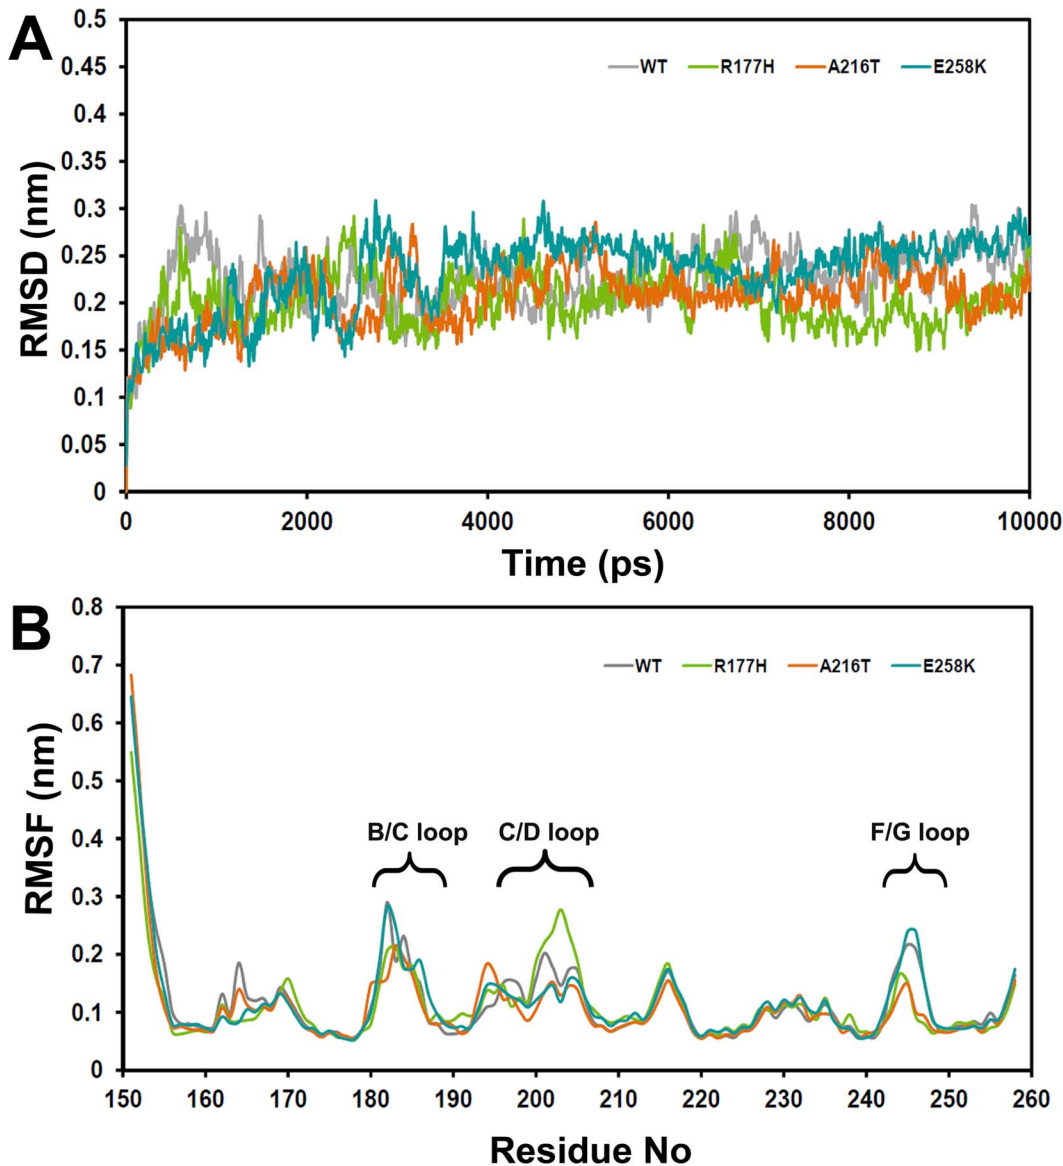 A
RMSD (nm)
0.5
0.45
0.4
0.35
0.3
0.25
0.2
0.15
0.1
0.05
0
WT R177H A216T E258K
0 2000 4000 6000 8000 10000
Time (ps)
B
RMSF (nm)
0.8
0.7
0.6
0.5
0.4
0.3
0.2
0.1
0
WT R177H A216T E258K
B/C loop C/D loop F/G loop
150 160 170 180 190 200 210 220 230 240 250 260
Residue No